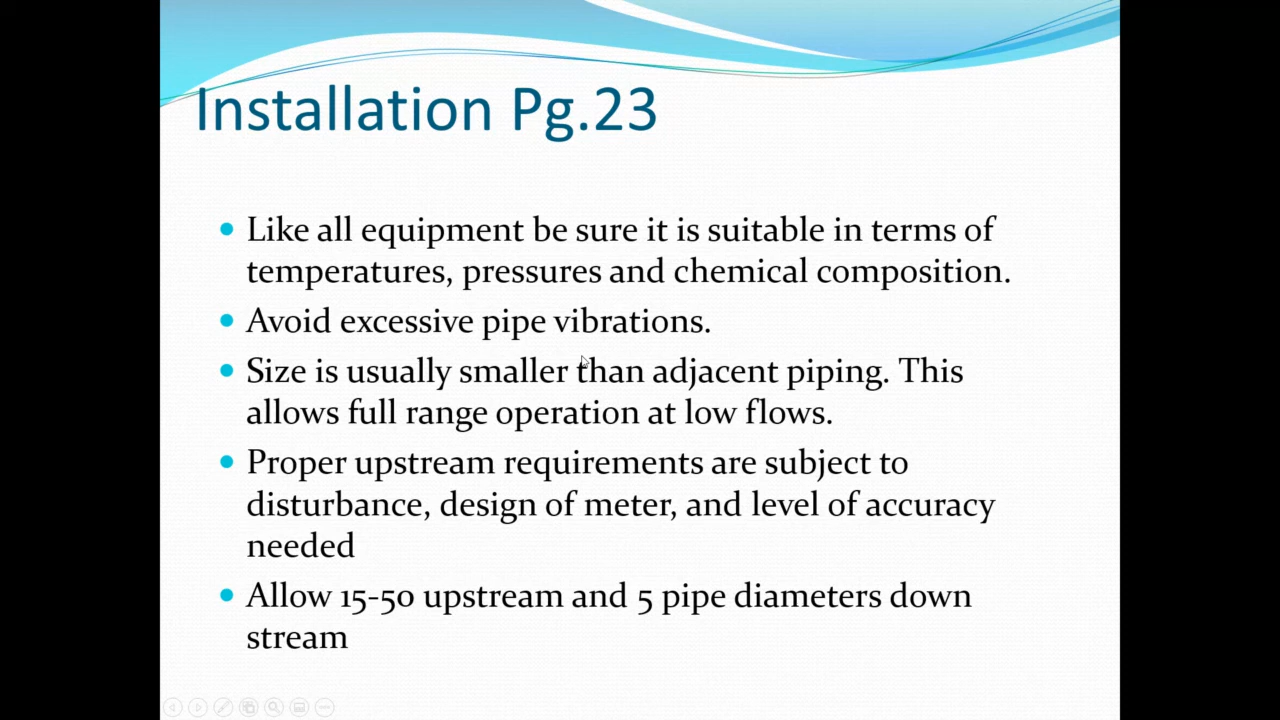 Installation Pg.23
Like all equipment be sure it is suitable in terms of
temperatures, pressures and chemical composition.
Avoid excessive pipe vibrations.
Size is usually smaller than adjacent piping. This
allows full range operation at low flows.
Proper upstream requirements are subject to
disturbance, design of meter, and level of accuracy
needed
Allow 15-50 upstream and 5 pipe diameters down
stream